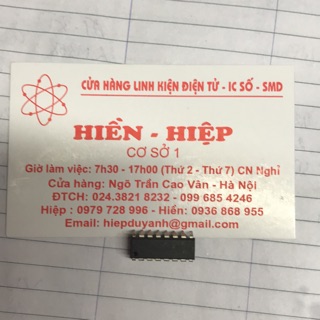 CỬA HÀNG LINH KIỆN ĐIỆN TỬ - IC SỐ - SMD
HIỀN - HIỆP
CƠ SỞ 1
Giờ làm việc: 7h30 - 17h00 (Thứ 2 - Thứ 7) CN Nghỉ
Cửa hàng: Ngõ Trần Cao Vân - Hà Nội
ĐTCH: 024.3821 8232 - 099 685 4246
Hiệp : 0979 728 996 - Hiền: 0936 868 955
Email: hiepduyanh@gmail.com